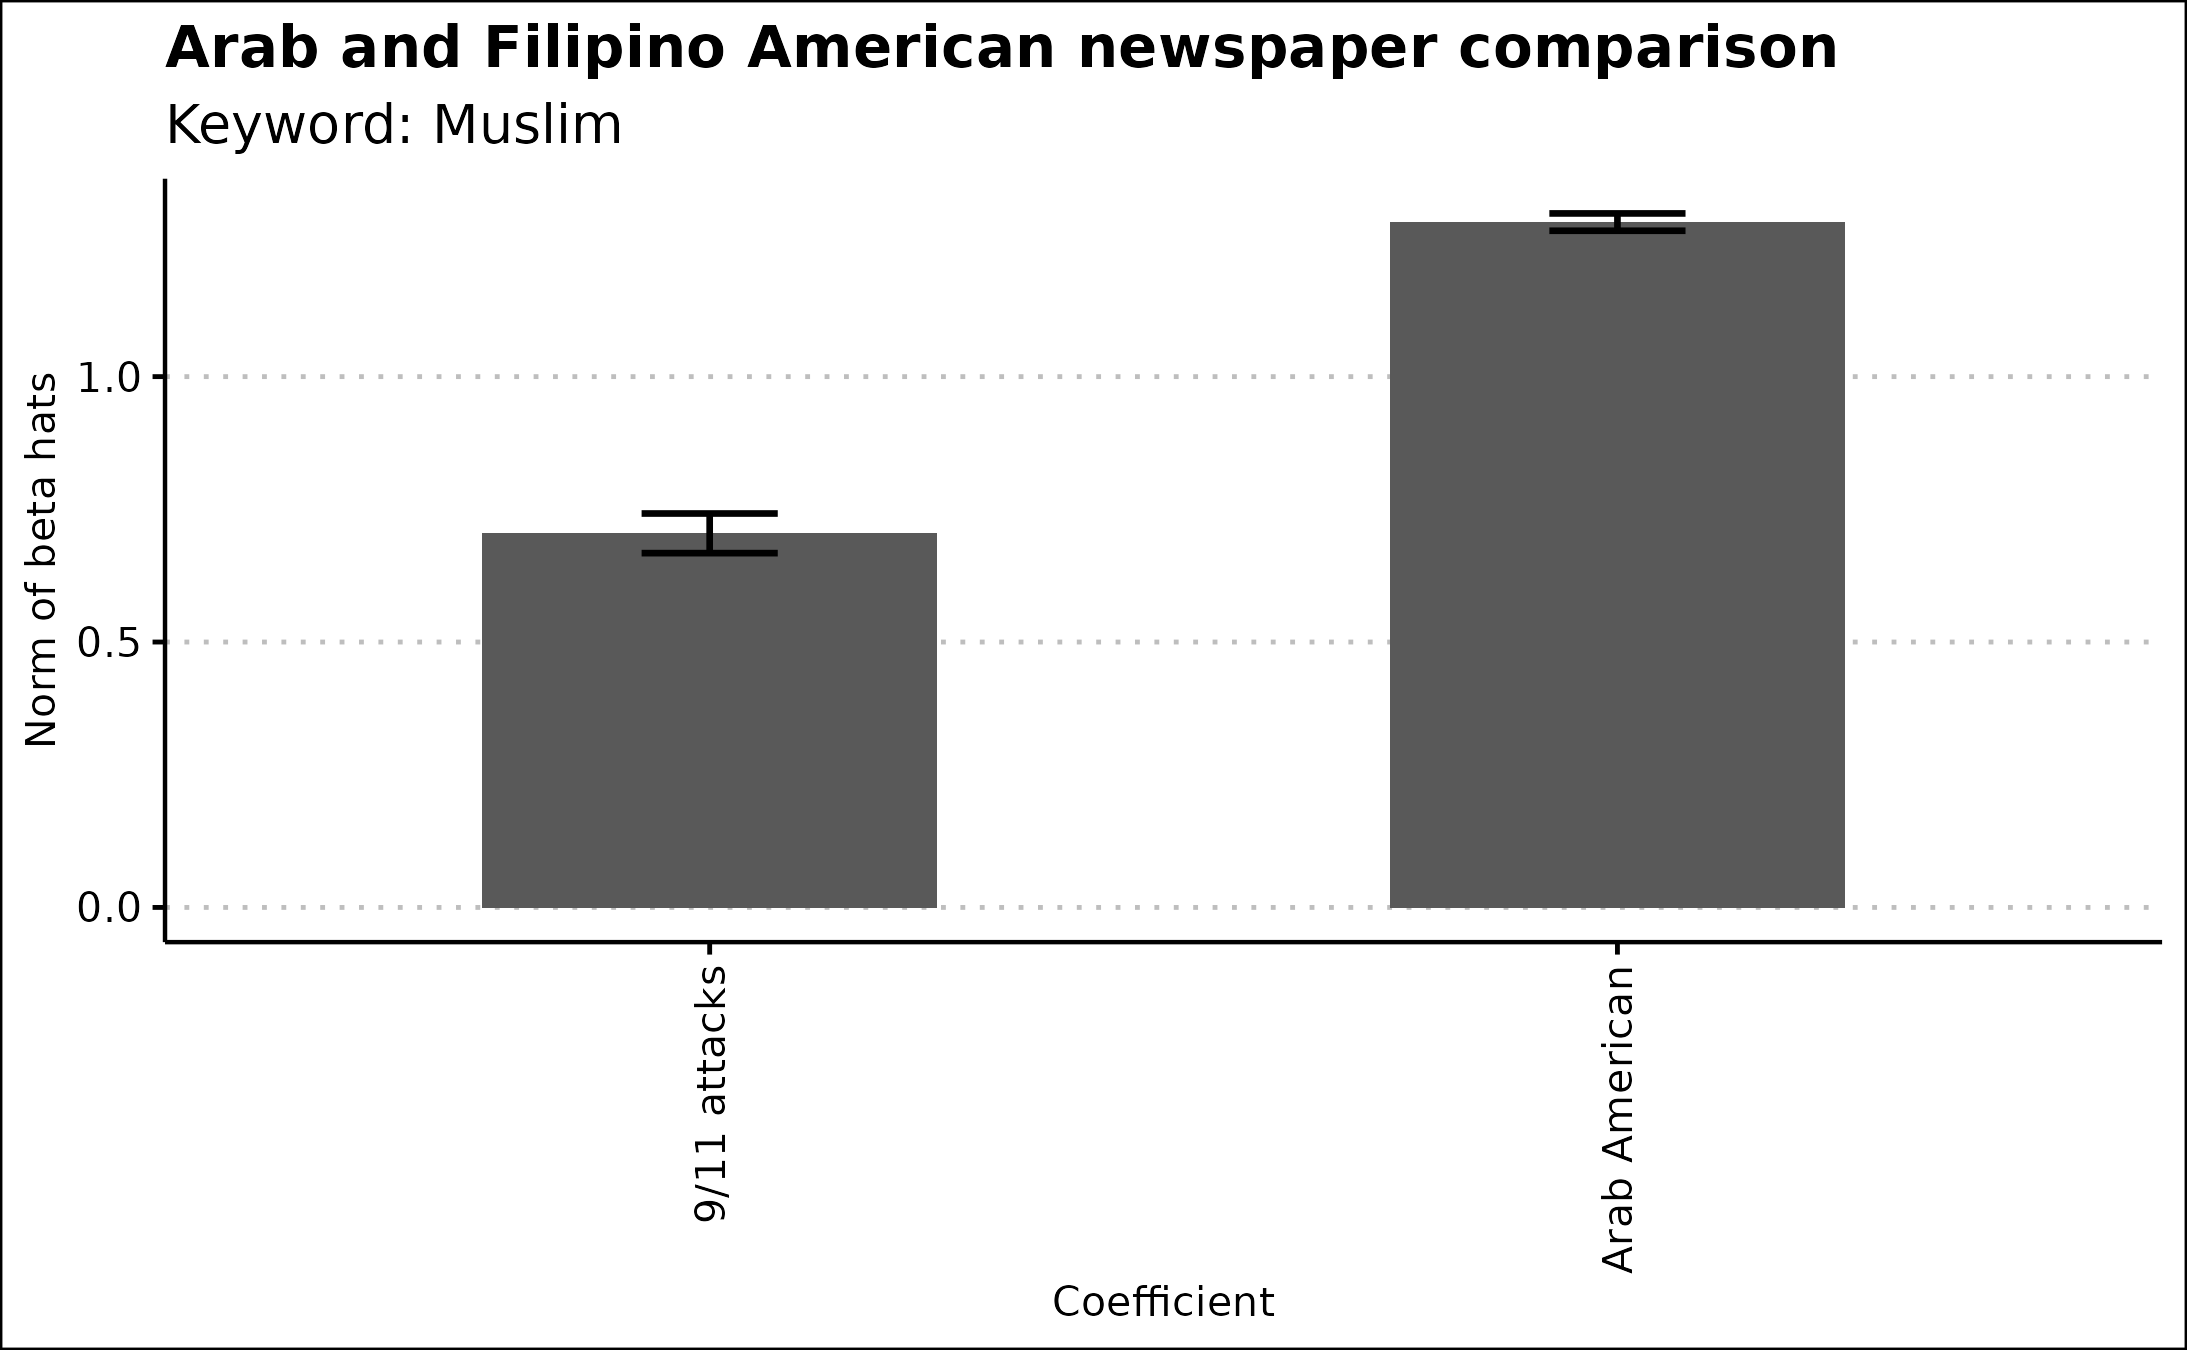 Arab and Filipino American newspaper comparison
Keyword: Muslim
Norm of beta hats
1.0
0.5
0.0
9/11 attacks
Arab American
Coefficient